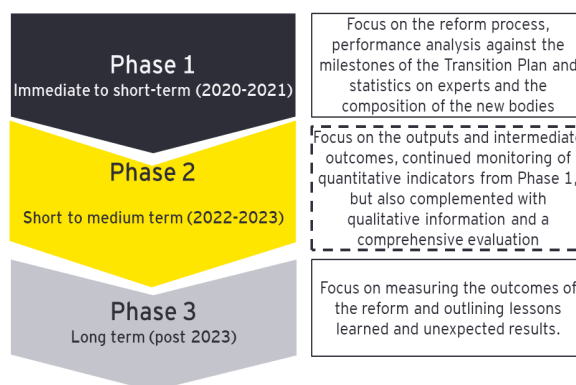 Phase 1
Immediate to short-term (2020-2021)
Focus on the reform process,
performance analysis against the
milestones of the Transition Plan and
statistics on experts and the
composition of the new bodies
Phase 2
Short to medium term (2022-2023)
Focus on the outputs and intermediate
outcomes, continued monitoring of
quantitative indicators from Phase 1,
but also complemented with
qualitative information and a
comprehensive evaluation
Phase 3
Long term (post 2023)
Focus on measuring the outcomes of
the reform and outlining lessons
learned and unexpected results.